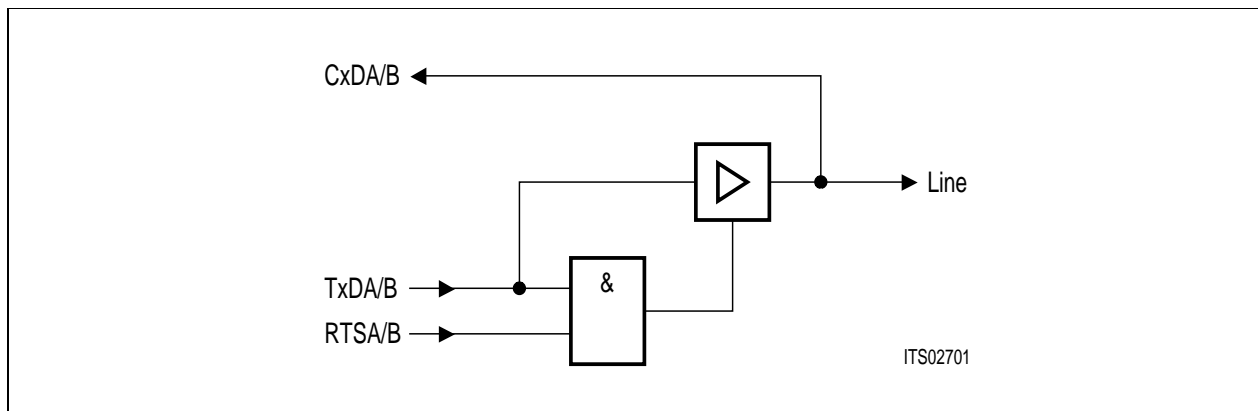 CxDA/B
Line
TxDA/B
&
RTSA/B
ITS02701